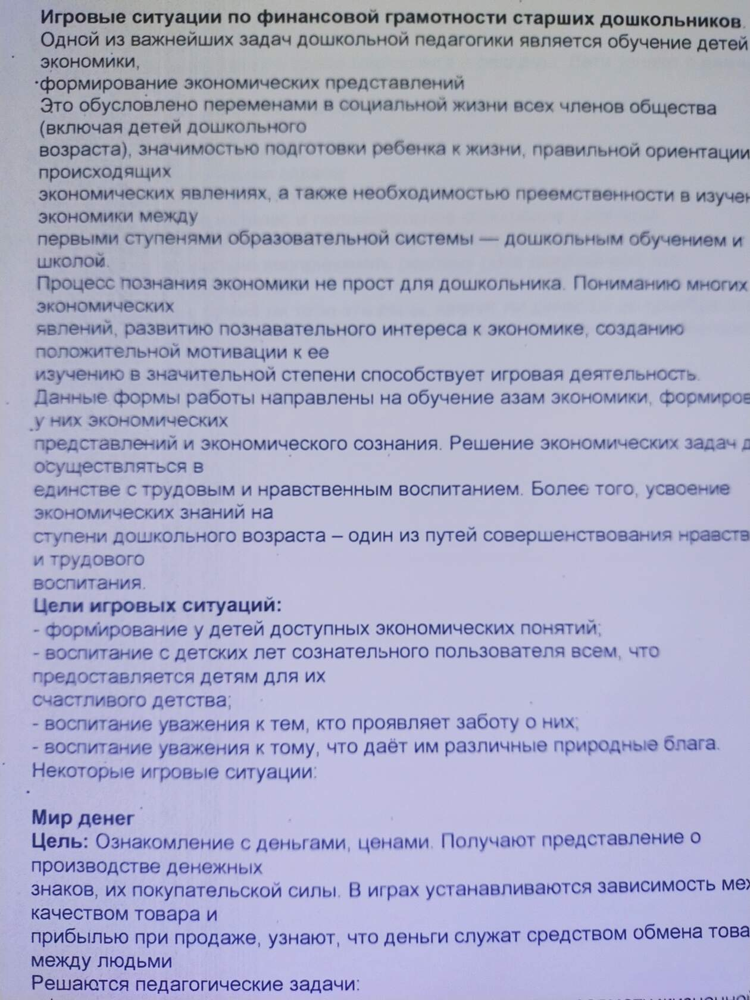 Игровые ситуации по финансовой грамотности старших дошкольников.
Одной из важнейших задач дошкольной педагогики является обучение детей
экономики,
формирование экономических представлений
Это обусловлено переменами в социальной жизни всех членов общества
(включая детей дошкольного
возраста), значимостью подготовки ребенка к жизни, правильной ориентации
происходящих
экономических явлениях, а также необходимостью преемственности в изучен
экономики между
первыми ступенями образовательной системы — дошкольным обучением и
школой.
Процесс познания экономики не прост для дошкольника. Пониманию многих
экономических
явлений, развитию познавательного интереса к экономике, созданию
положительной мотивации к ее
изучению в значительной степени способствует игровая деятельность.
Данные формы работы направлены на обучение азам экономики, формиров
у них экономических
представлений и экономического сознания. Решение экономических задач д
осуществляться в
единстве с трудовым и нравственным воспитанием. Более того, усвоение
экономических знаний на
ступени дошкольного возраста – один из путей совершенствования нравств
и трудового
воспитания.
Цели игровых ситуаций:
- формирование у детей доступных экономических понятий;
- воспитание с детских лет сознательного пользователя всем, что
предоставляется детям для их
счастливого детства;
- воспитание уважения к тем, кто проявляет заботу о них;
- воспитание уважения к тому, что даёт им различные природные блага.
Некоторые игровые ситуации:
Мир денег
Цель: Ознакомление с деньгами, ценами. Получают представление о
производстве денежных
знаков, их покупательской силы. В играх устанавливаются зависимость меж
качеством товара и
прибылью при продаже, узнают, что деньги служат средством обмена това
между людьми
Решаются педагогические задачи: